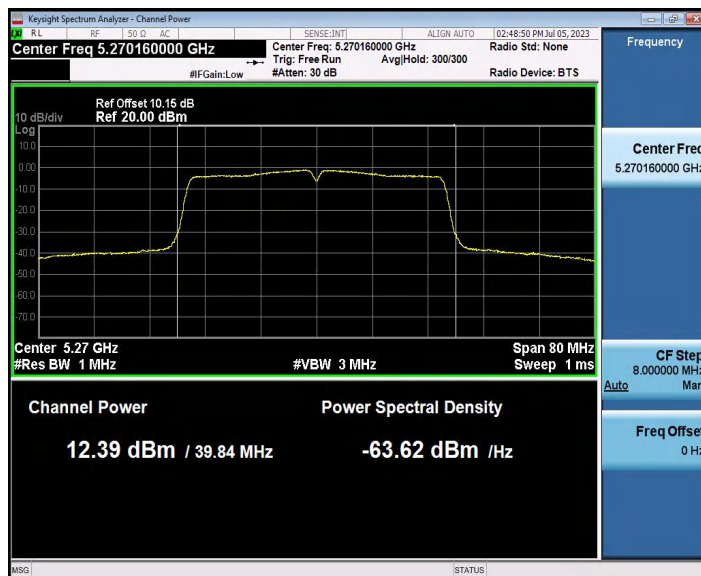 Keysight Spectrum Analyzer - Channel Power
LXI RL RF 50 Ω AC SENSE:INT ALIGN AUTO 02:48:50 PM Jul 05, 2023
Center Freq 5.270160000 GHz
Center Freq: 5.270160000 GHz
Radio Std: None
Trig: Free Run
Avg|Hold: 300/300
#IFGain:Low
#Atten: 30 dB
Radio Device: BTS
Ref Offset 10.15 dB
10 dB/div
Ref 20.00 dBm
Log
10.0
0.00
-10.0
-20.0
-30.0
-40.0
-50.0
-60.0
-70.0
Center 5.27 GHz
Span 80 MHz
#Res BW 1 MHz
#VBW 3 MHz
Sweep 1 ms
Channel Power
Power Spectral Density
12.39 dBm / 39.84 MHz
-63.62 dBm /Hz
MSG
STATUS
Frequency
Center Freq
5.270160000 GHz
CF Step
8.000000 MHz
Auto Man
Freq Offset
0 Hz